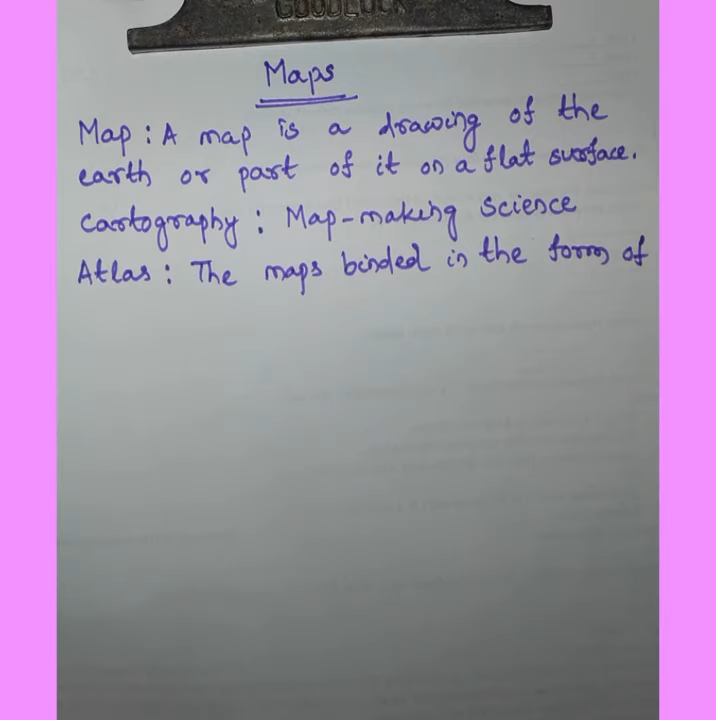 GOODLUCK
Maps
Map : A map is a drawing of the
earth or part of it on a flat surface.
Cartography : Map-making science
Atlas : The maps binded in the form of